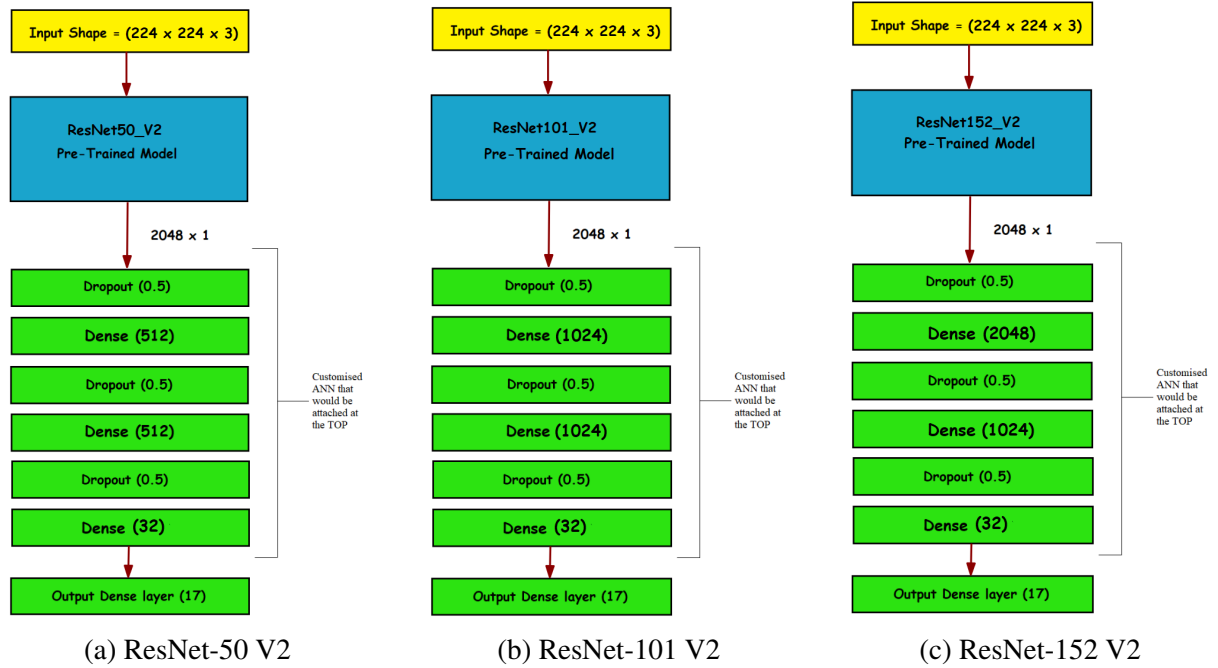 Input Shape = (224 x 224 x 3)
ResNet50_V2
Pre-Trained Model
2048 x 1
Dropout (0.5)
Dense (512)
Dropout (0.5)
Dense (512)
Dropout (0.5)
Dense (32)
Output Dense layer (17)
Customised
ANN that
would be
attached at
the TOP
(a) ResNet-50 V2
Input Shape = (224 x 224 x 3)
ResNet101_V2
Pre-Trained Model
2048 x 1
Dropout (0.5)
Dense (1024)
Dropout (0.5)
Dense (1024)
Dropout (0.5)
Dense (32)
Output Dense layer (17)
Customised
ANN that
would be
attached at
the TOP
(b) ResNet-101 V2
Input Shape = (224 x 224 x 3)
ResNet152_V2
Pre-Trained Model
2048 x 1
Dropout (0.5)
Dense (2048)
Dropout (0.5)
Dense (1024)
Dropout (0.5)
Dense (32)
Output Dense layer (17)
Customised
ANN that
would be
attached at
the TOP
(c) ResNet-152 V2